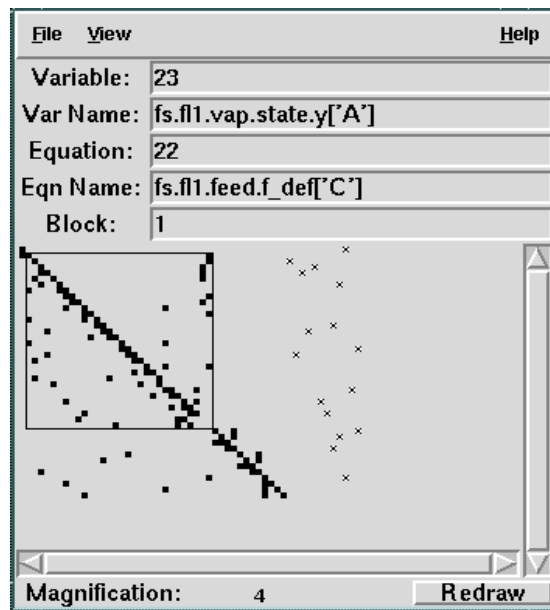 File View Help
Variable: 23
Var Name: fs.fl1.vap.state.y['A']
Equation: 22
Eqn Name: fs.fl1.feed.f_def['C']
Block: 1
Magnification: 4 Redraw